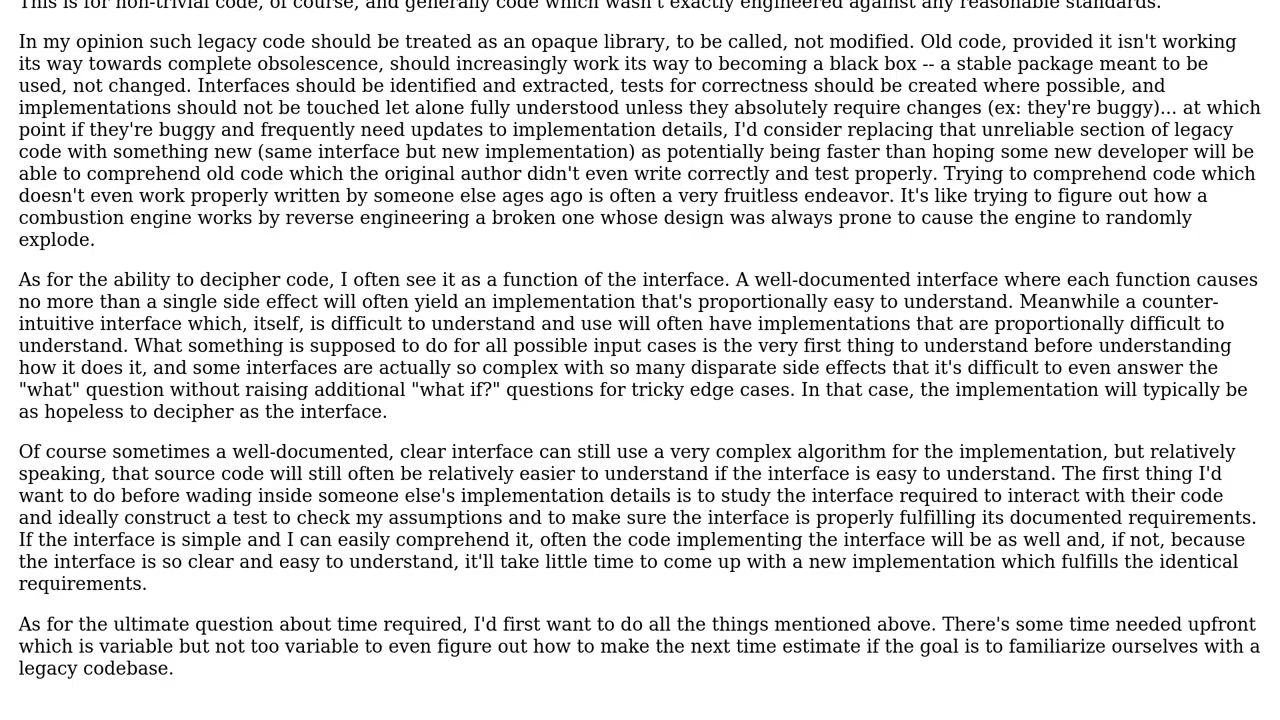 This is for non-trivial code, of course, and generally code which wasn't exactly engineered against any reasonable standards.
In my opinion such legacy code should be treated as an opaque library, to be called, not modified. Old code, provided it isn't working
its way towards complete obsolescence, should increasingly work its way to becoming a black box -- a stable package meant to be
used, not changed. Interfaces should be identified and extracted, tests for correctness should be created where possible, and
implementations should not be touched let alone fully understood unless they absolutely require changes (ex: they're buggy)... at which
point if they're buggy and frequently need updates to implementation details, I'd consider replacing that unreliable section of legacy
code with something new (same interface but new implementation) as potentially being faster than hoping some new developer will be
able to comprehend old code which the original author didn't even write correctly and test properly. Trying to comprehend code which
doesn't even work properly written by someone else ages ago is often a very fruitless endeavor. It's like trying to figure out how a
combustion engine works by reverse engineering a broken one whose design was always prone to cause the engine to randomly
explode.
As for the ability to decipher code, I often see it as a function of the interface. A well-documented interface where each function causes
no more than a single side effect will often yield an implementation that's proportionally easy to understand. Meanwhile a counter-
intuitive interface which, itself, is difficult to understand and use will often have implementations that are proportionally difficult to
understand. What something is supposed to do for all possible input cases is the very first thing to understand before understanding
how it does it, and some interfaces are actually so complex with so many disparate side effects that it's difficult to even answer the
"what" question without raising additional "what if?" questions for tricky edge cases. In that case, the implementation will typically be
as hopeless to decipher as the interface.
Of course sometimes a well-documented, clear interface can still use a very complex algorithm for the implementation, but relatively
speaking, that source code will still often be relatively easier to understand if the interface is easy to understand. The first thing I'd
want to do before wading inside someone else's implementation details is to study the interface required to interact with their code
and ideally construct a test to check my assumptions and to make sure the interface is properly fulfilling its documented requirements.
If the interface is simple and I can easily comprehend it, often the code implementing the interface will be as well and, if not, because
the interface is so clear and easy to understand, it'll take little time to come up with a new implementation which fulfills the identical
requirements.
As for the ultimate question about time required, I'd first want to do all the things mentioned above. There's some time needed upfront
which is variable but not too variable to even figure out how to make the next time estimate if the goal is to familiarize ourselves with a
legacy codebase.